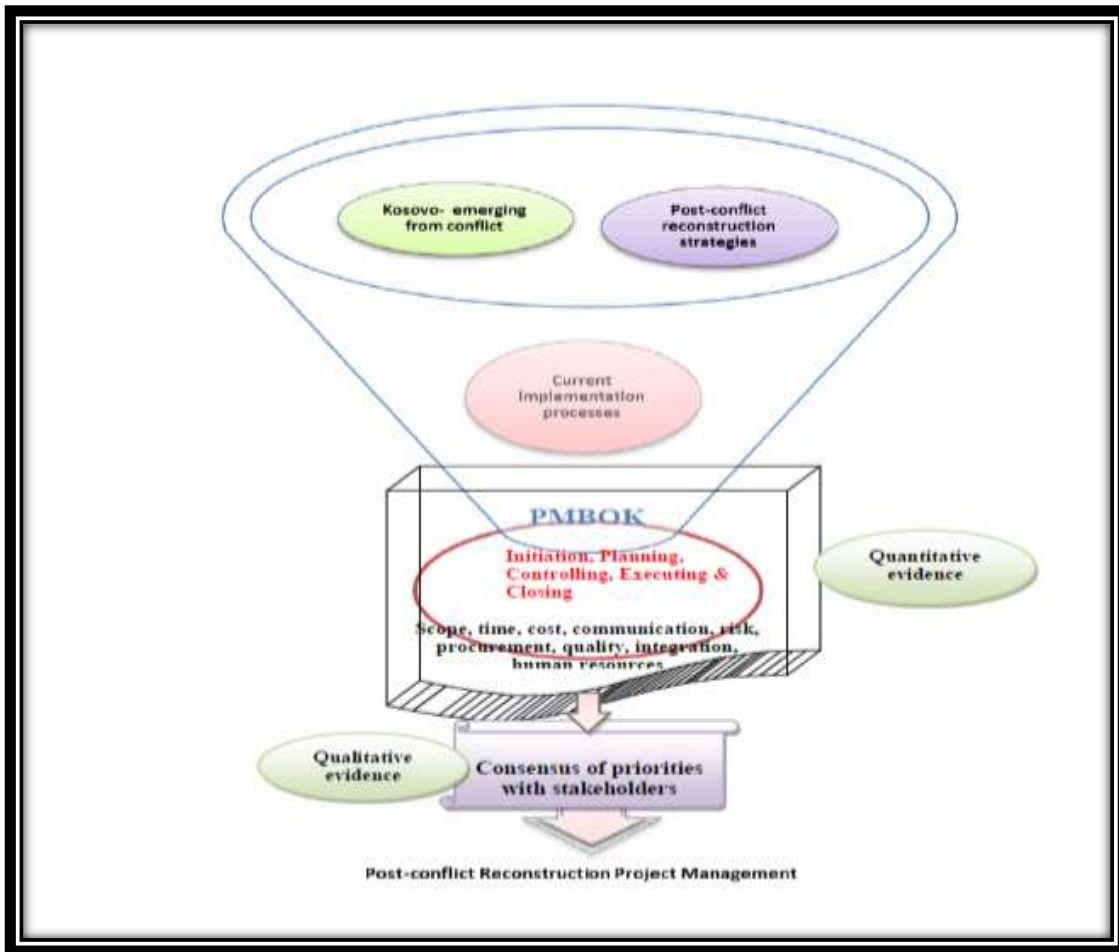 Kosovo- emerging
from conflict
Post-conflict
reconstruction
strategies
Current
implementation
processes
PMBOK
Initiation, Planning,
Controlling, Executing &
Closing
Scope, time, cost, communication, risk,
procurement, quality, integration,
human resources
Quantitative
evidence
Qualitative
evidence
Consensus of priorities
with stakeholders
Post-conflict Reconstruction Project Management